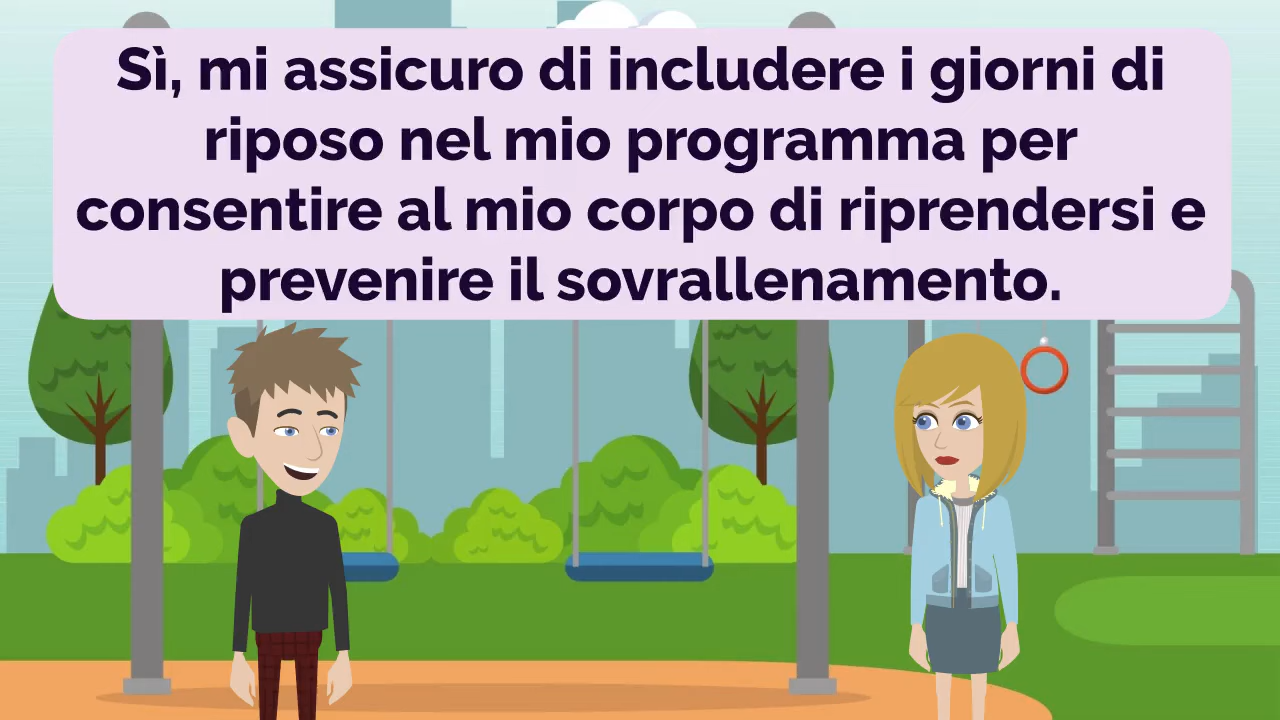 Sì, mi assicuro di includere i giorni di
riposo nel mio programma per
consentire al mio corpo di riprendersi e
prevenire il sovrallenamento.